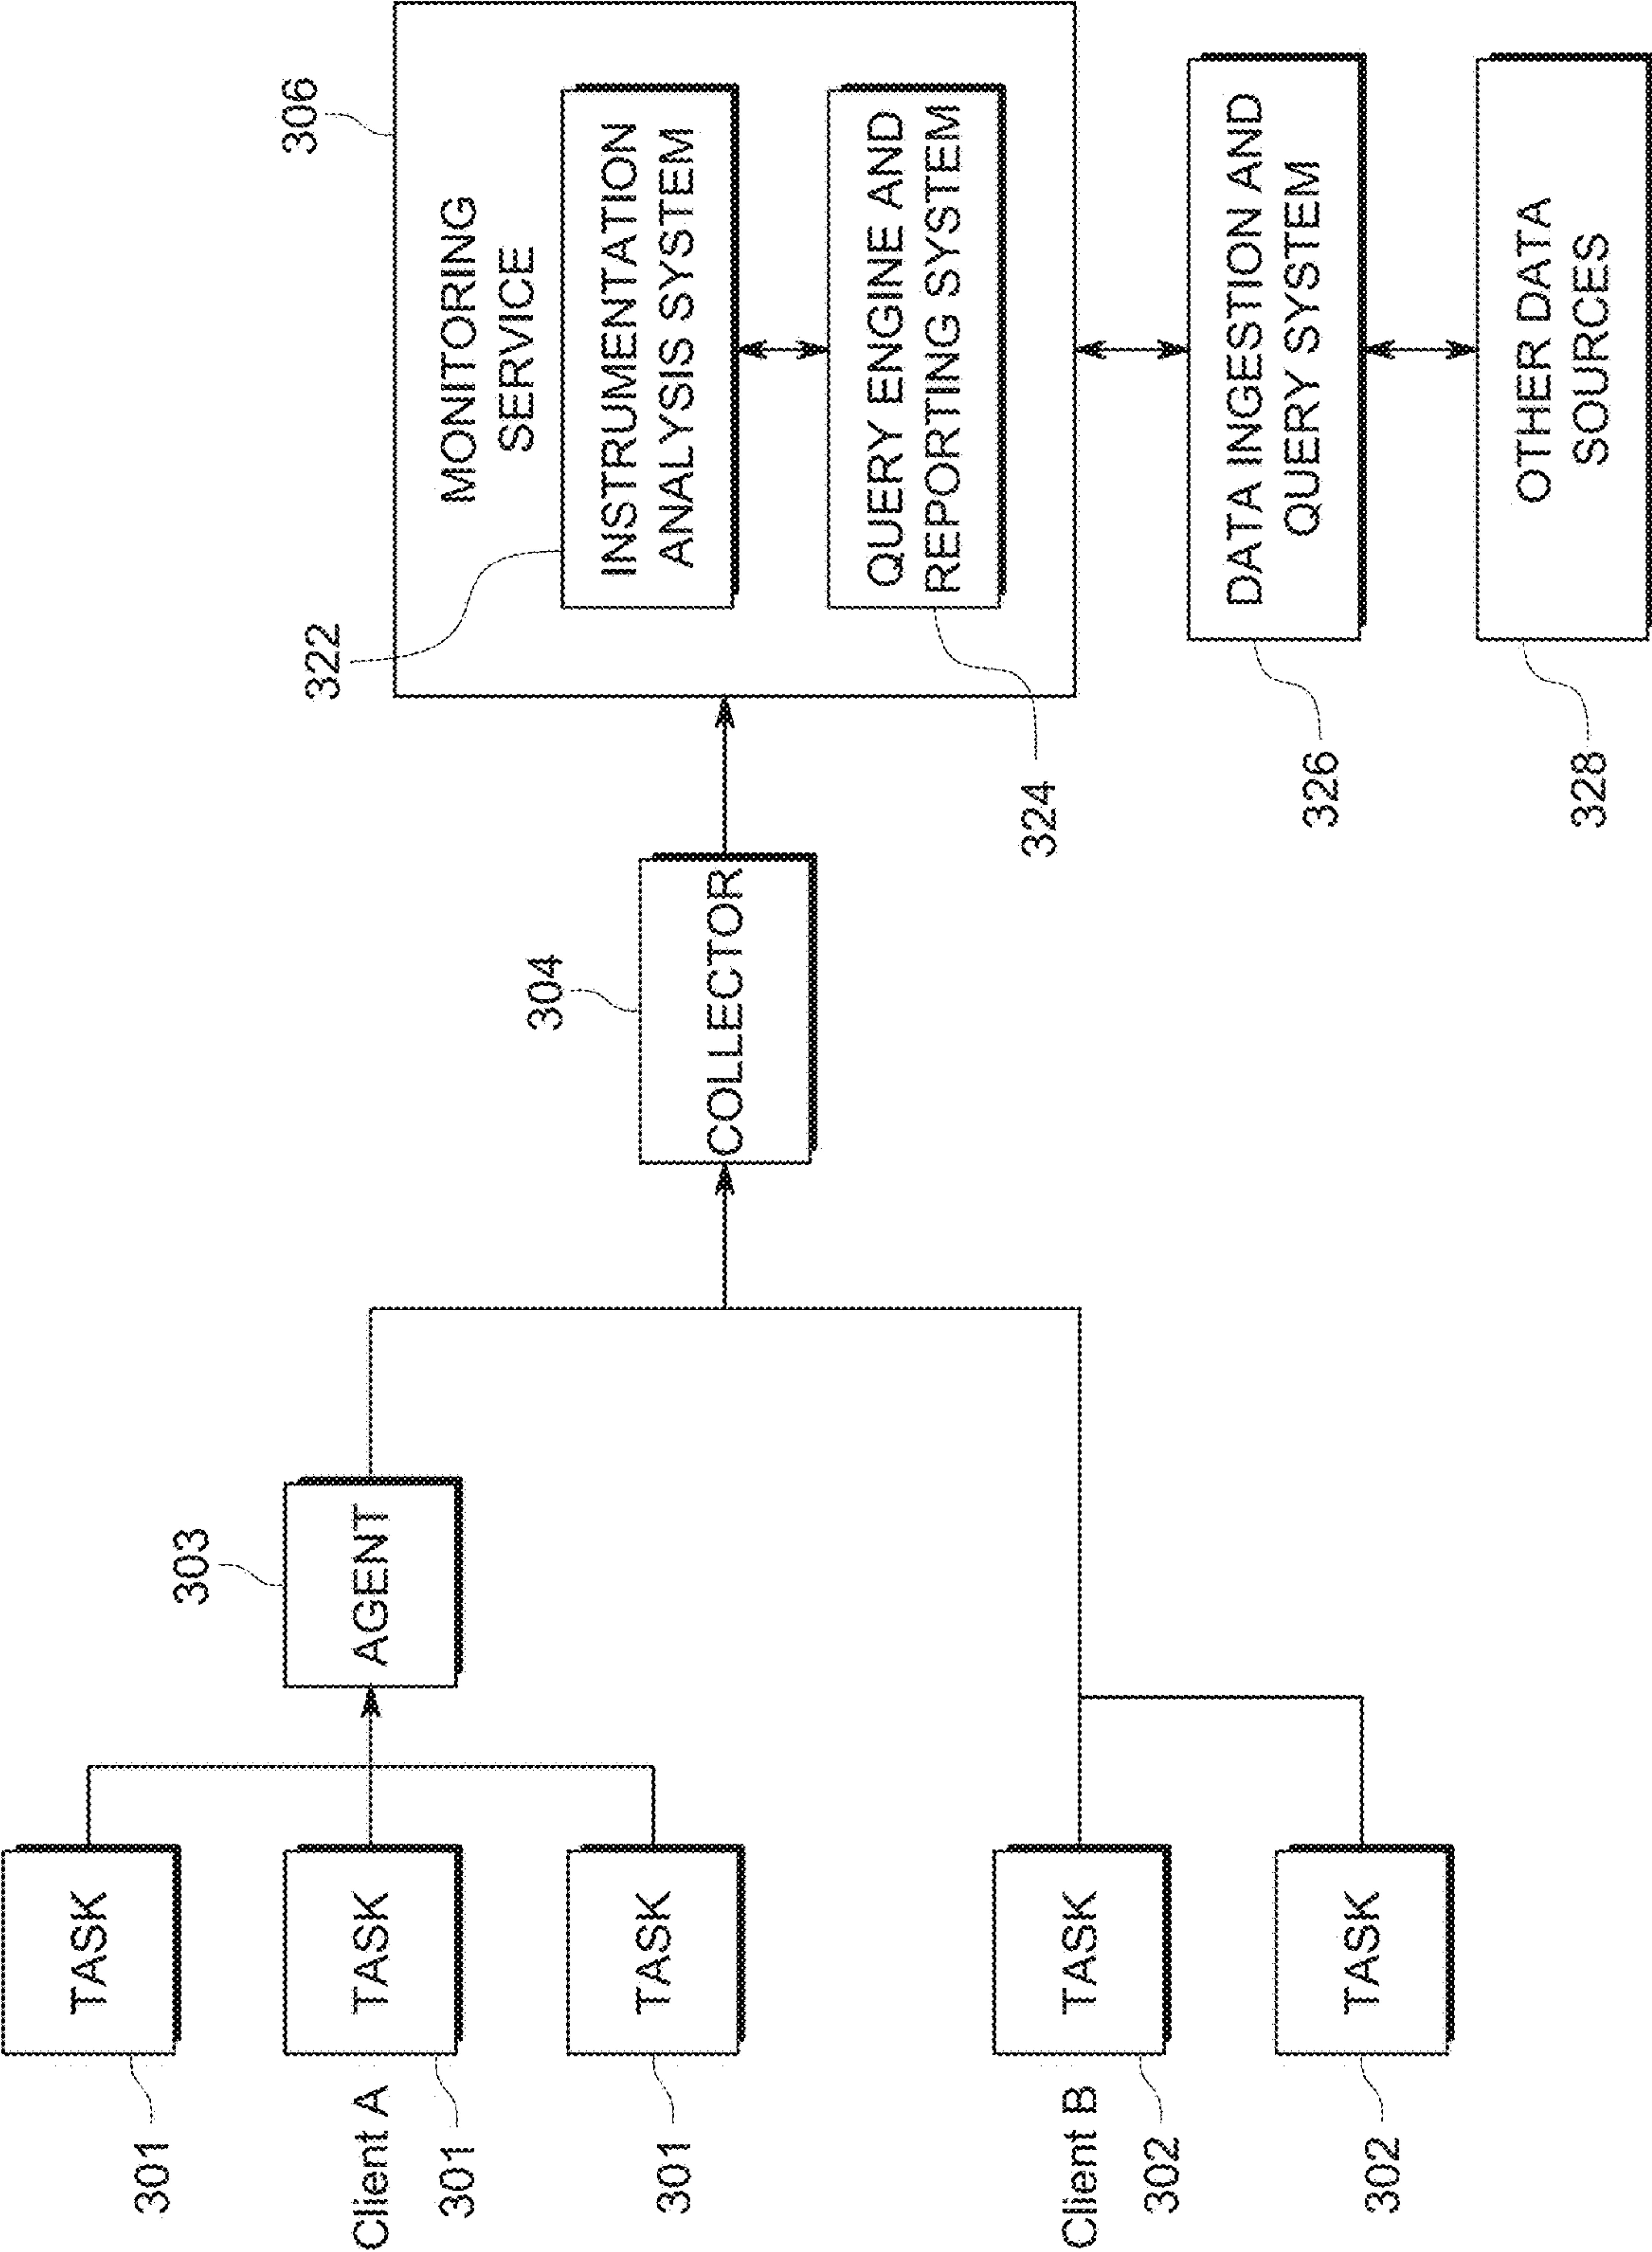 TASK
301
303
306
322
Client A
TASK
AGENT
301
MONITORING
SERVICE
304
INSTRUMENTATION
ANALYSIS SYSTEM
TASK
301
COLLECTOR
QUERY ENGINE AND
REPORTING SYSTEM
324
Client B
TASK
302
DATA INGESTION AND
QUERY SYSTEM
326
TASK
302
OTHER DATA
SOURCES
328